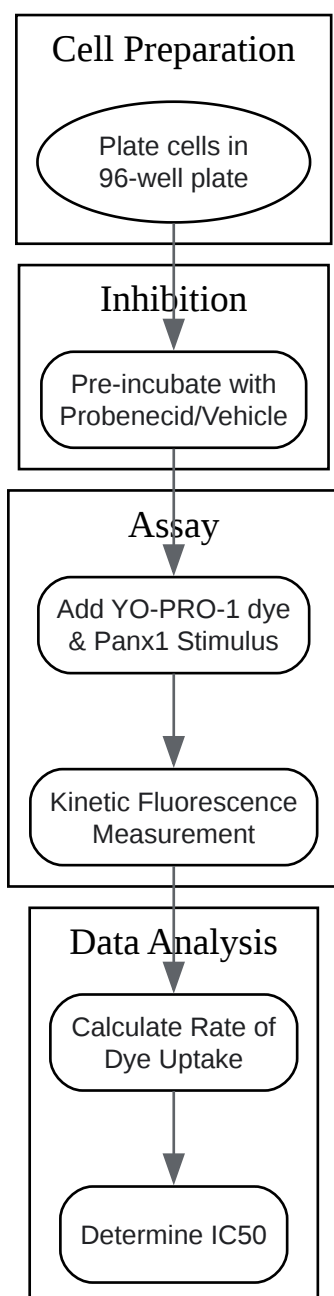 Cell Preparation
Plate cells in
96-well plate
Inhibition
Pre-incubate with
Probenecid/Vehicle
Assay
Add YO-PRO-1 dye
& Panx1 Stimulus
Kinetic Fluorescence
Measurement
Data Analysis
Calculate Rate of
Dye Uptake
Determine IC50